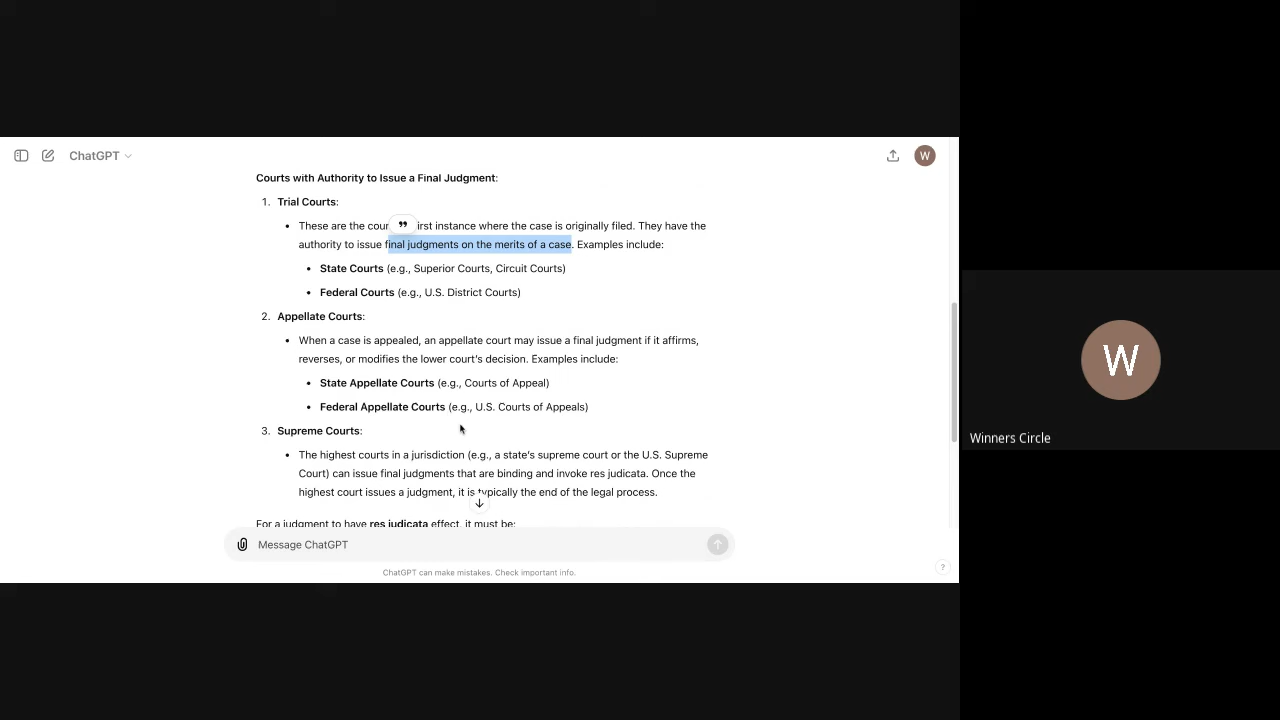 ChatGPT
W
Courts with Authority to Issue a Final Judgment:
1. Trial Courts:
• These are the cour irst instance where the case is originally filed. They have the
authority to issue final judgments on the merits of a case. Examples include:
• State Courts (e.g., Superior Courts, Circuit Courts)
• Federal Courts (e.g., U.S. District Courts)
2. Appellate Courts:
• When a case is appealed, an appellate court may issue a final judgment if it affirms,
reverses, or modifies the lower court's decision. Examples include:
• State Appellate Courts (e.g., Courts of Appeal)
• Federal Appellate Courts (e.g., U.S. Courts of Appeals)
3. Supreme Courts:
• The highest courts in a jurisdiction (e.g., a state's supreme court or the U.S. Supreme
Court) can issue final judgments that are binding and invoke res judicata. Once the
highest court issues a judgment, it is typically the end of the legal process.
For a judgment to have res judicata effect, it must be:
Message ChatGPT
ChatGPT can make mistakes. Check important info.
?
W
Winners Circle